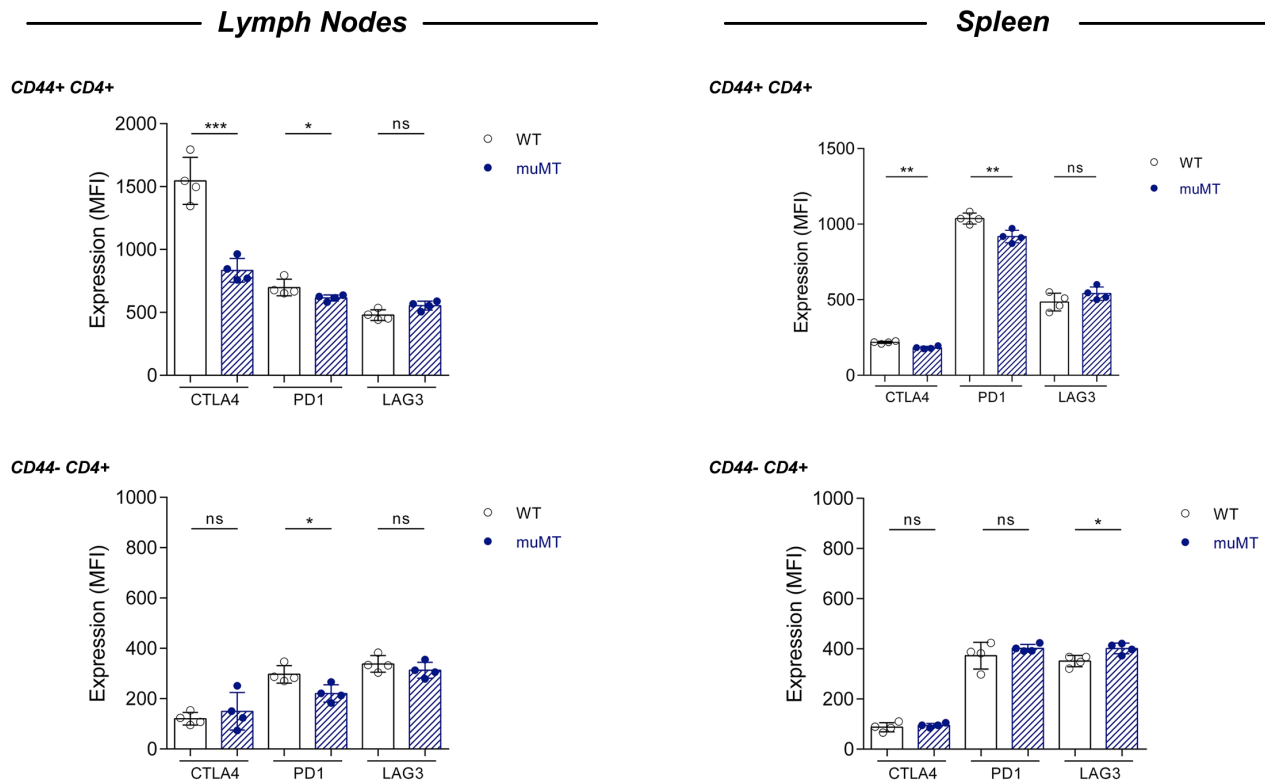 Lymph Nodes
CD44+ CD4+
Expression (MFI)
2000
1500
1000
500
0
***
*
ns
WT
muMT
CTLA4
PD1
LAG3
CD44- CD4+
Expression (MFI)
1000
800
600
400
200
0
ns
*
ns
WT
muMT
CTLA4
PD1
LAG3
Spleen
CD44+ CD4+
Expression (MFI)
1500
1000
500
0
**
**
ns
WT
muMT
CTLA4
PD1
LAG3
CD44- CD4+
Expression (MFI)
1000
800
600
400
200
0
ns
ns
*
WT
muMT
CTLA4
PD1
LAG3